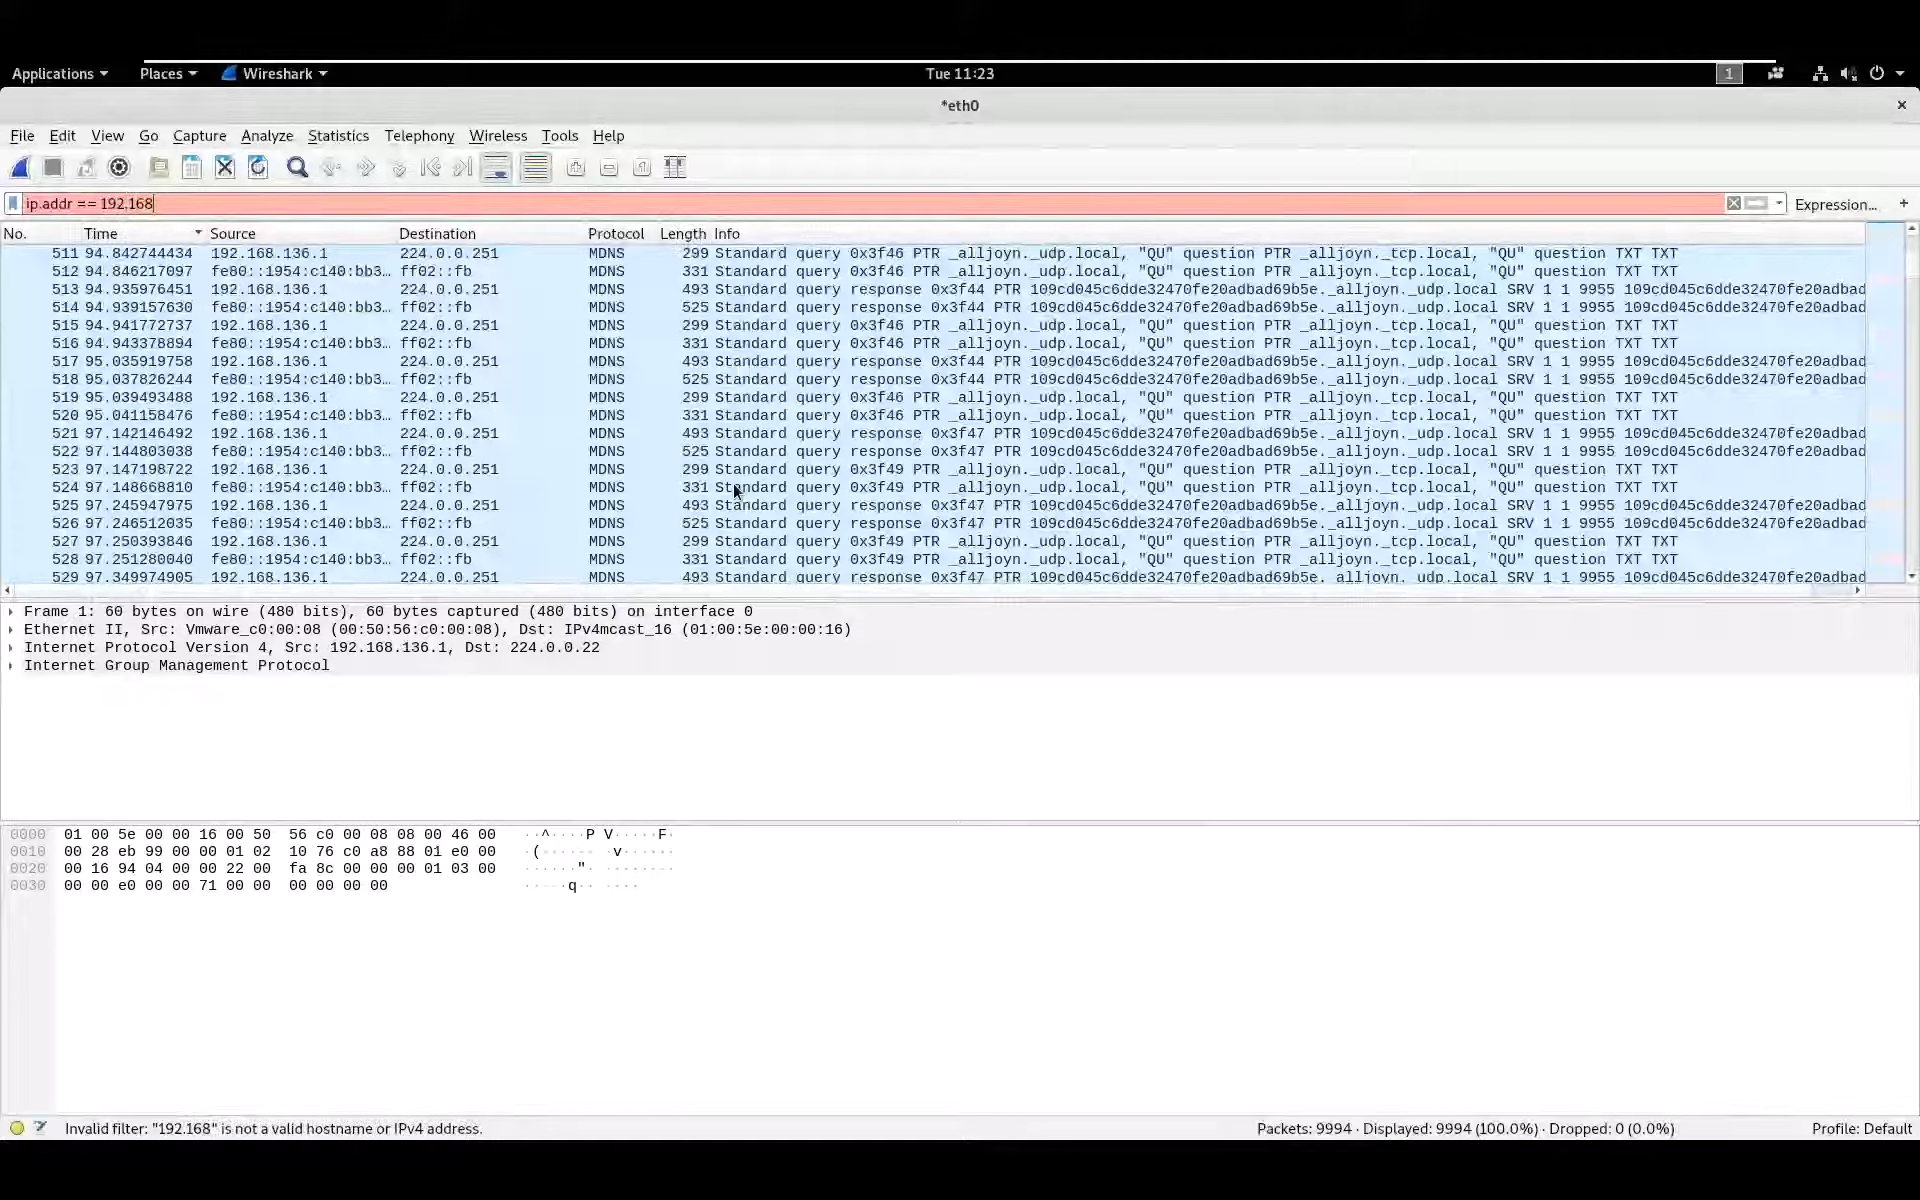 Applications Places Wireshark Tue 11:23 1
*eth0
File Edit View Go Capture Analyze Statistics Telephony Wireless Tools Help
ip.addr == 192.168 Expression... +
No. Time Source Destination Protocol Length Info
511 94.842744434 192.168.136.1 224.0.0.251 MDNS 299 Standard query 0x3f46 PTR _alljoyn._udp.local, "QU" question PTR _alljoyn._tcp.local, "QU" question TXT TXT
512 94.846217097 fe80::1954:c140:bb3… ff02::fb MDNS 331 Standard query 0x3f46 PTR _alljoyn._udp.local, "QU" question PTR _alljoyn._tcp.local, "QU" question TXT TXT
513 94.935976451 192.168.136.1 224.0.0.251 MDNS 493 Standard query response 0x3f44 PTR 109cd045c6dde32470fe20adbad69b5e._alljoyn._udp.local SRV 1 1 9955 109cd045c6dde32470fe20adbad
514 94.939157630 fe80::1954:c140:bb3… ff02::fb MDNS 525 Standard query response 0x3f44 PTR 109cd045c6dde32470fe20adbad69b5e._alljoyn._udp.local SRV 1 1 9955 109cd045c6dde32470fe20adbad
515 94.941772737 192.168.136.1 224.0.0.251 MDNS 299 Standard query 0x3f46 PTR _alljoyn._udp.local, "QU" question PTR _alljoyn._tcp.local, "QU" question TXT TXT
516 94.943378894 fe80::1954:c140:bb3… ff02::fb MDNS 331 Standard query 0x3f46 PTR _alljoyn._udp.local, "QU" question PTR _alljoyn._tcp.local, "QU" question TXT TXT
517 95.035919758 192.168.136.1 224.0.0.251 MDNS 493 Standard query response 0x3f44 PTR 109cd045c6dde32470fe20adbad69b5e._alljoyn._udp.local SRV 1 1 9955 109cd045c6dde32470fe20adbad
518 95.037826244 fe80::1954:c140:bb3… ff02::fb MDNS 525 Standard query response 0x3f44 PTR 109cd045c6dde32470fe20adbad69b5e._alljoyn._udp.local SRV 1 1 9955 109cd045c6dde32470fe20adbad
519 95.039493488 192.168.136.1 224.0.0.251 MDNS 299 Standard query 0x3f46 PTR _alljoyn._udp.local, "QU" question PTR _alljoyn._tcp.local, "QU" question TXT TXT
520 95.041158476 fe80::1954:c140:bb3… ff02::fb MDNS 331 Standard query 0x3f46 PTR _alljoyn._udp.local, "QU" question PTR _alljoyn._tcp.local, "QU" question TXT TXT
521 97.142146492 192.168.136.1 224.0.0.251 MDNS 493 Standard query response 0x3f47 PTR 109cd045c6dde32470fe20adbad69b5e._alljoyn._udp.local SRV 1 1 9955 109cd045c6dde32470fe20adbad
522 97.144803038 fe80::1954:c140:bb3… ff02::fb MDNS 525 Standard query response 0x3f47 PTR 109cd045c6dde32470fe20adbad69b5e._alljoyn._udp.local SRV 1 1 9955 109cd045c6dde32470fe20adbad
523 97.147198722 192.168.136.1 224.0.0.251 MDNS 299 Standard query 0x3f49 PTR _alljoyn._udp.local, "QU" question PTR _alljoyn._tcp.local, "QU" question TXT TXT
524 97.148668810 fe80::1954:c140:bb3… ff02::fb MDNS 331 Standard query 0x3f49 PTR _alljoyn._udp.local, "QU" question PTR _alljoyn._tcp.local, "QU" question TXT TXT
525 97.245947975 192.168.136.1 224.0.0.251 MDNS 493 Standard query response 0x3f47 PTR 109cd045c6dde32470fe20adbad69b5e._alljoyn._udp.local SRV 1 1 9955 109cd045c6dde32470fe20adbad
526 97.246512035 fe80::1954:c140:bb3… ff02::fb MDNS 525 Standard query response 0x3f47 PTR 109cd045c6dde32470fe20adbad69b5e._alljoyn._udp.local SRV 1 1 9955 109cd045c6dde32470fe20adbad
527 97.250393846 192.168.136.1 224.0.0.251 MDNS 299 Standard query 0x3f49 PTR _alljoyn._udp.local, "QU" question PTR _alljoyn._tcp.local, "QU" question TXT TXT
528 97.251280040 fe80::1954:c140:bb3… ff02::fb MDNS 331 Standard query 0x3f49 PTR _alljoyn._udp.local, "QU" question PTR _alljoyn._tcp.local, "QU" question TXT TXT
529 97.349974905 192.168.136.1 224.0.0.251 MDNS 493 Standard query response 0x3f47 PTR 109cd045c6dde32470fe20adbad69b5e._alljoyn._udp.local SRV 1 1 9955 109cd045c6dde32470fe20adbad
Frame 1: 60 bytes on wire (480 bits), 60 bytes captured (480 bits) on interface 0
Ethernet II, Src: Vmware_c0:00:08 (00:50:56:c0:00:08), Dst: IPv4mcast_16 (01:00:5e:00:00:16)
Internet Protocol Version 4, Src: 192.168.136.1, Dst: 224.0.0.22
Internet Group Management Protocol
0000 01 00 5e 00 00 16 00 50 56 c0 00 08 08 00 46 00 ··^····P V·····F·
0010 00 28 eb 99 00 00 01 02 10 76 c0 a8 88 01 e0 00 ·(······ ·v······
0020 00 16 94 04 00 00 22 00 fa 8c 00 00 00 01 03 00 ······"· ········
0030 00 00 e0 00 00 71 00 00 00 00 00 00 ·····q·· ····
Invalid filter: "192.168" is not a valid hostname or IPv4 address. Packets: 9994 · Displayed: 9994 (100.0%) · Dropped: 0 (0.0%) Profile: Default